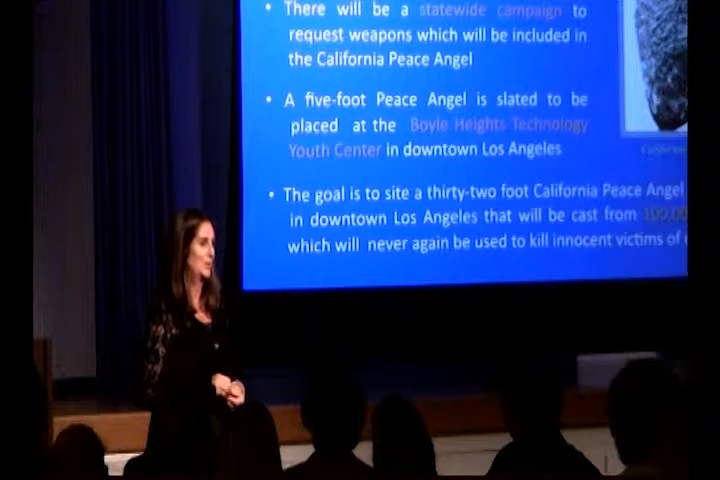 • There will be a statewide campaign to
request weapons which will be included in
the California Peace Angel
• A five-foot Peace Angel is slated to be
placed at the Boyle Heights Technology
Youth Center in downtown Los Angeles
• The goal is to site a thirty-two foot California Peace Angel
in downtown Los Angeles that will be cast from 100,00
which will never again be used to kill innocent victims of
California